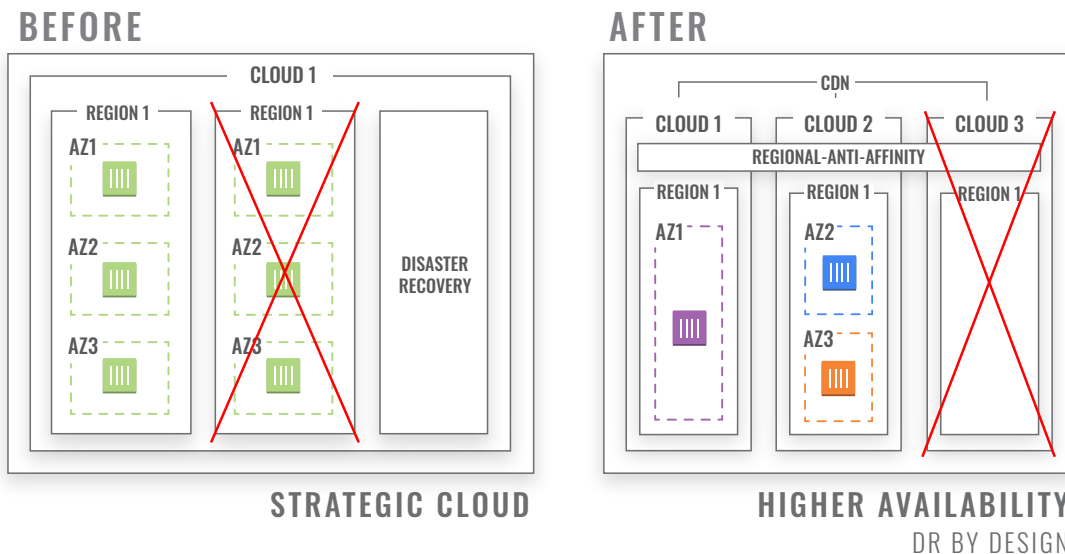 BEFORE
CLOUD 1
REGION 1
AZ1
AZ2
AZ3
REGION 1
AZ1
AZ2
AZ3
DISASTER
RECOVERY
STRATEGIC CLOUD
AFTER
CDN
CLOUD 1
CLOUD 2
CLOUD 3
REGIONAL-ANTI-AFFINITY
REGION 1
AZ1
REGION 1
AZ2
AZ3
REGION 1
HIGHER AVAILABILITY
DR BY DESIGN